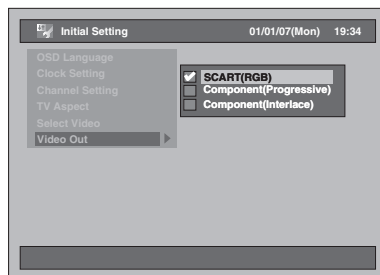 Initial Setting 01/01/07(Mon) 19:34
OSD Language
Clock Setting
Channel Setting
TV Aspect
Select Video
Video Out
SCART(RGB)
Component(Progressive)
Component(Interlace)